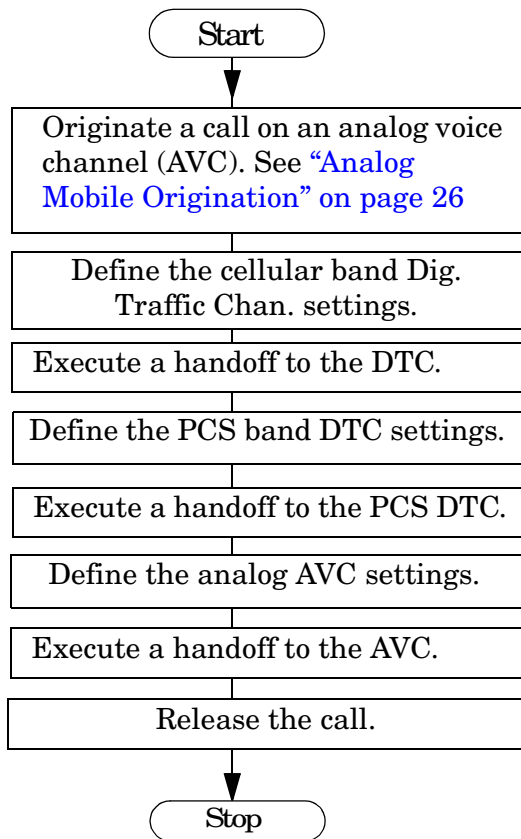 Start
Originate a call on an analog voice
channel (AVC). See “Analog
Mobile Origination” on page 26
Define the cellular band Dig.
Traffic Chan. settings.
Execute a handoff to the DTC.
Define the PCS band DTC settings.
Execute a handoff to the PCS DTC.
Define the analog AVC settings.
Execute a handoff to the AVC.
Release the call.
Stop